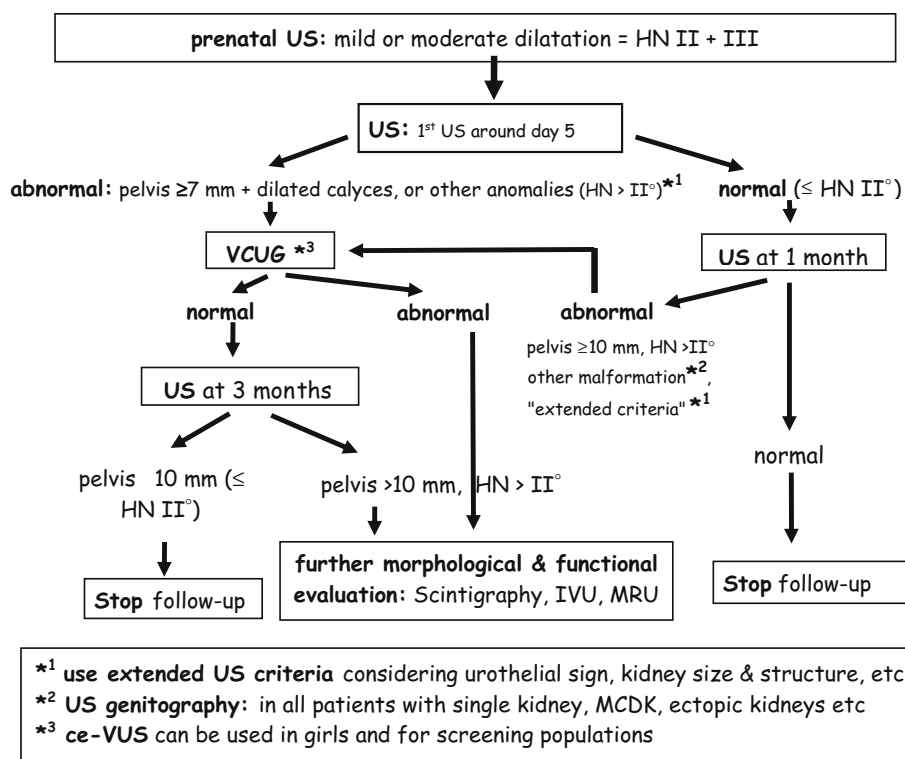 prenatal US: mild or moderate dilatation = HN II + III
US: 1st US around day 5
abnormal: pelvis ≥7 mm + dilated calyces, or other anomalies (HN > II°)*1
normal (≤ HN II°)
VCUG *3
US at 1 month
normal
abnormal
abnormal
pelvis ≥10 mm, HN >II°
other malformation*2,
"extended criteria"*1
US at 3 months
normal
pelvis 10 mm (≤
HN II°)
pelvis >10 mm, HN > II°
further morphological & functional
evaluation: Scintigraphy, IVU, MRU
Stop follow-up
Stop follow-up
*1 use extended US criteria considering urothelial sign, kidney size & structure, etc
*2 US genitography: in all patients with single kidney, MCDK, ectopic kidneys etc
*3 ce-VUS can be used in girls and for screening populations